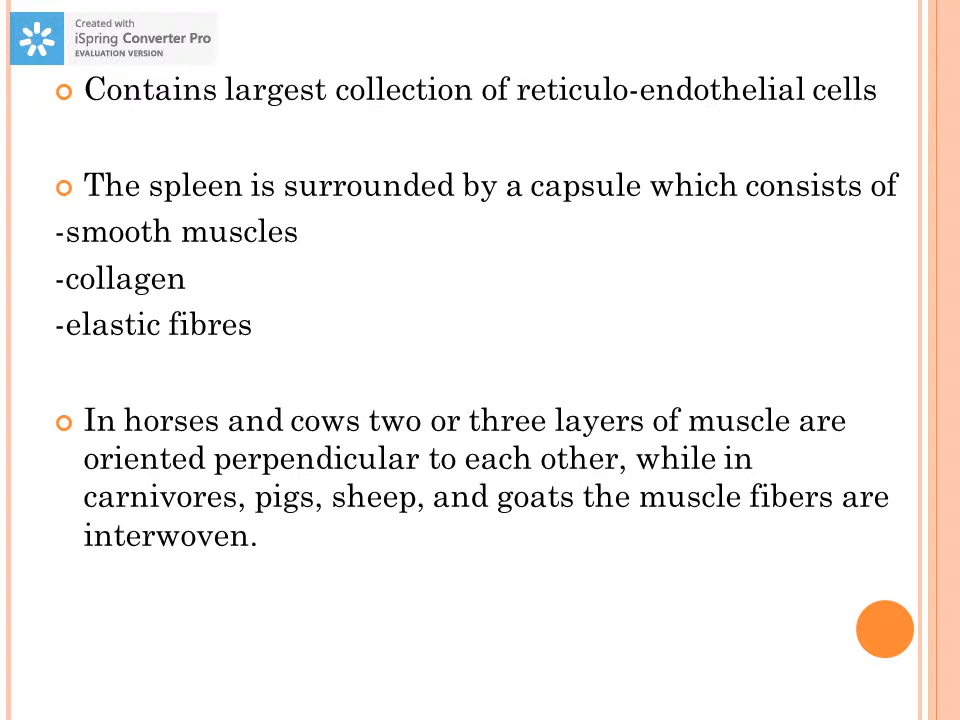 Created with
iSpring Converter Pro
EVALUATION VERSION
Contains largest collection of reticulo-endothelial cells
The spleen is surrounded by a capsule which consists of
-smooth muscles
-collagen
-elastic fibres
In horses and cows two or three layers of muscle are
oriented perpendicular to each other, while in
carnivores, pigs, sheep, and goats the muscle fibers are
interwoven.